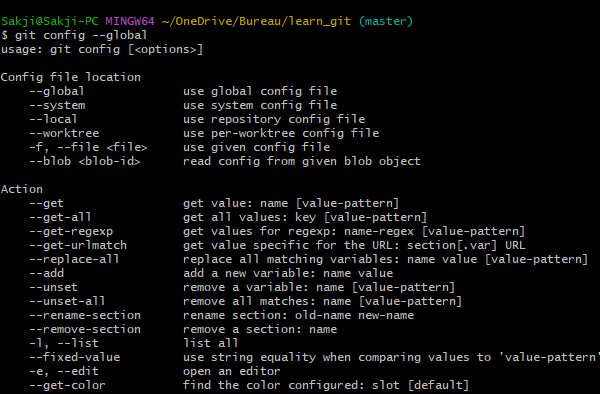 Sakji@Sakji-PC MINGW64 ~/OneDrive/Bureau/learn_git (master)
$ git config --global
usage: git config [<options>]

Config file location
    --global              use global config file
    --system              use system config file
    --local               use repository config file
    --worktree            use per-worktree config file
    -f, --file <file>     use given config file
    --blob <blob-id>      read config from given blob object

Action
    --get                 get value: name [value-pattern]
    --get-all             get all values: key [value-pattern]
    --get-regexp          get values for regexp: name-regex [value-pattern]
    --get-urlmatch        get value specific for the URL: section[.var] URL
    --replace-all         replace all matching variables: name value [value-pattern]
    --add                 add a new variable: name value
    --unset               remove a variable: name [value-pattern]
    --unset-all           remove all matches: name [value-pattern]
    --rename-section      rename section: old-name new-name
    --remove-section      remove a section: name
    -l, --list            list all
    --fixed-value         use string equality when comparing values to 'value-pattern'
    -e, --edit            open an editor
    --get-color           find the color configured: slot [default]